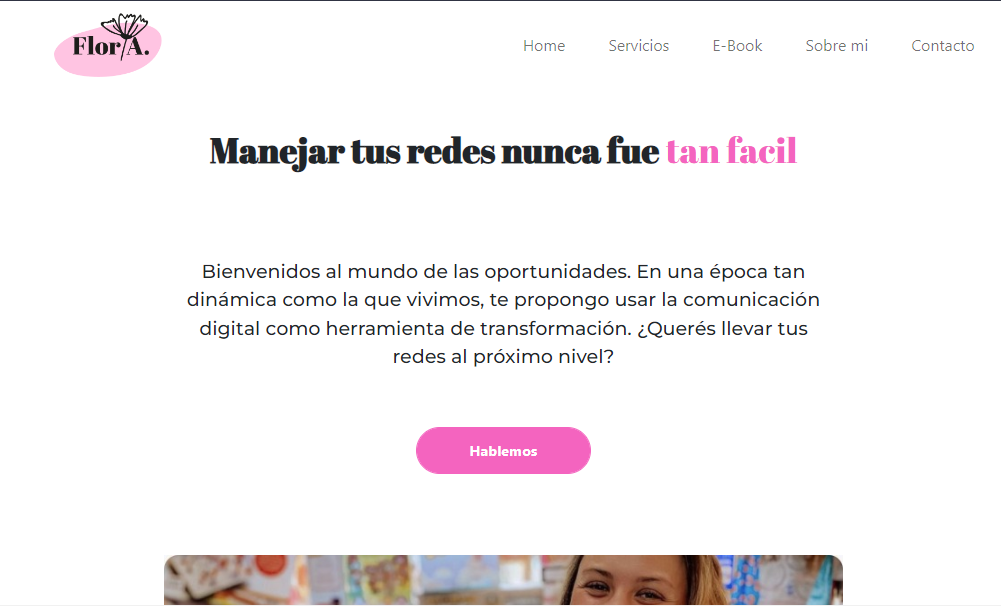 Flor A.
Home Servicios E-Book Sobre mi Contacto
Manejar tus redes nunca fue tan facil
Bienvenidos al mundo de las oportunidades. En una época tan
dinámica como la que vivimos, te propongo usar la comunicación
digital como herramienta de transformación. ¿Querés llevar tus
redes al próximo nivel?
Hablemos